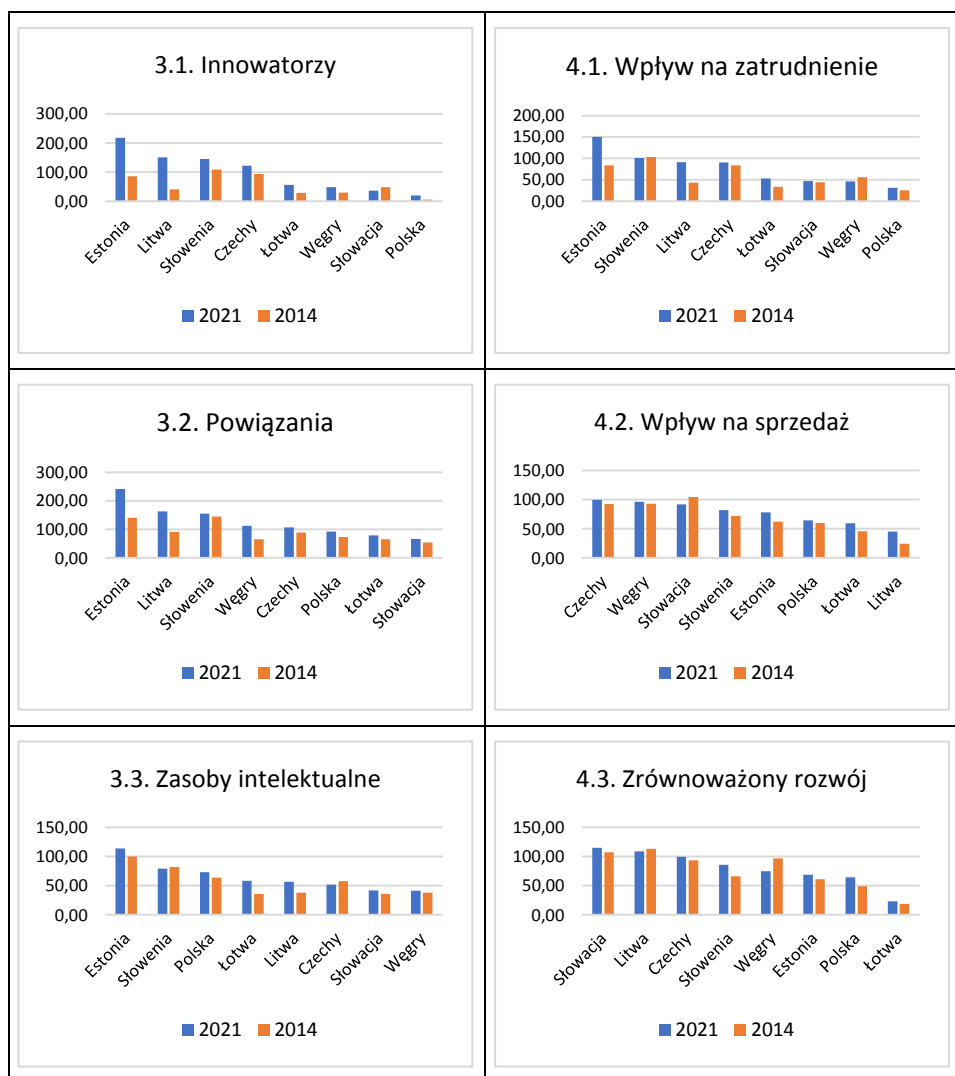 3.1. Innowatorzy
300,00
200,00
100,00
0,00
Estonia
Litwa
Słowenia
Czechy
Łotwa
Węgry
Słowacja
Polska
2021 2014
4.1. Wpływ na zatrudnienie
200,00
150,00
100,00
50,00
0,00
Estonia
Słowenia
Litwa
Czechy
Łotwa
Słowacja
Węgry
Polska
2021 2014
3.2. Powiązania
300,00
200,00
100,00
0,00
Estonia
Litwa
Słowenia
Węgry
Czechy
Polska
Łotwa
Słowacja
2021 2014
4.2. Wpływ na sprzedaż
150,00
100,00
50,00
0,00
Czechy
Węgry
Słowacja
Słowenia
Estonia
Polska
Łotwa
Litwa
2021 2014
3.3. Zasoby intelektualne
150,00
100,00
50,00
0,00
Estonia
Słowenia
Polska
Łotwa
Litwa
Czechy
Słowacja
Węgry
2021 2014
4.3. Zrównoważony rozwój
150,00
100,00
50,00
0,00
Słowacja
Litwa
Czechy
Słowenia
Węgry
Estonia
Polska
Łotwa
2021 2014